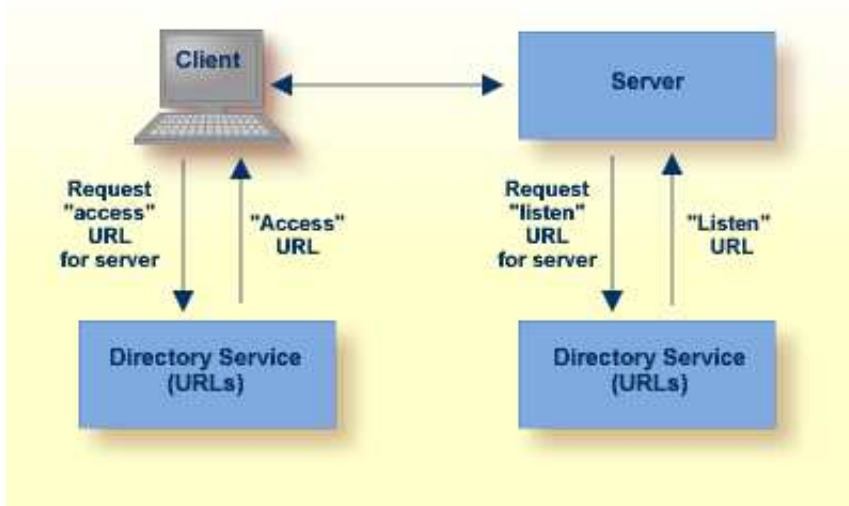 Client
Server
Request
"access"
URL
for server
"Access"
URL
Request
"listen"
URL
for server
"Listen"
URL
Directory Service
(URLs)
Directory Service
(URLs)